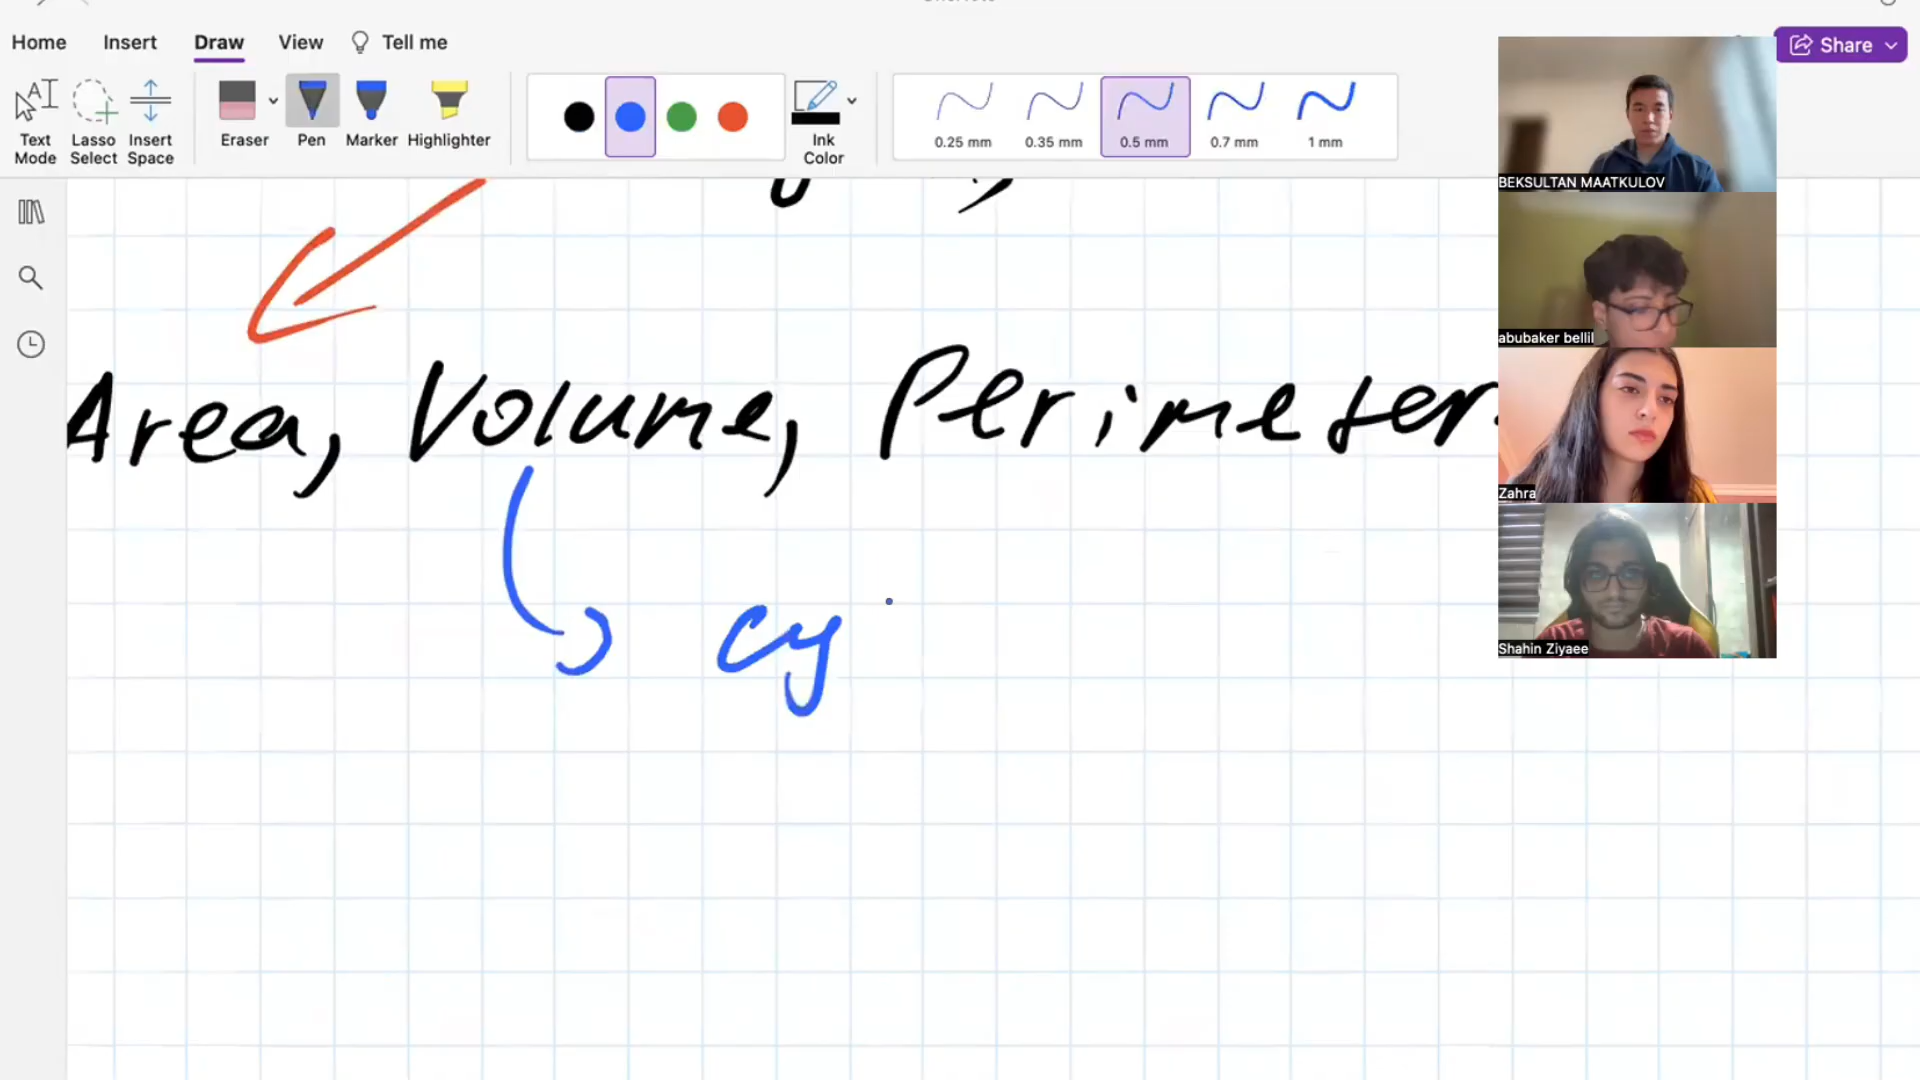 Home Insert Draw View Tell me
Share
Text Mode
Lasso Select
Insert Space
Eraser
Pen
Marker
Highlighter
Ink Color
0.25 mm
0.35 mm
0.5 mm
0.7 mm
1 mm
BEKSULTAN MAATKULOV
abubaker bellil
Zahra
Shahin Ziyaee
Area, Volume, Perimeter
cy